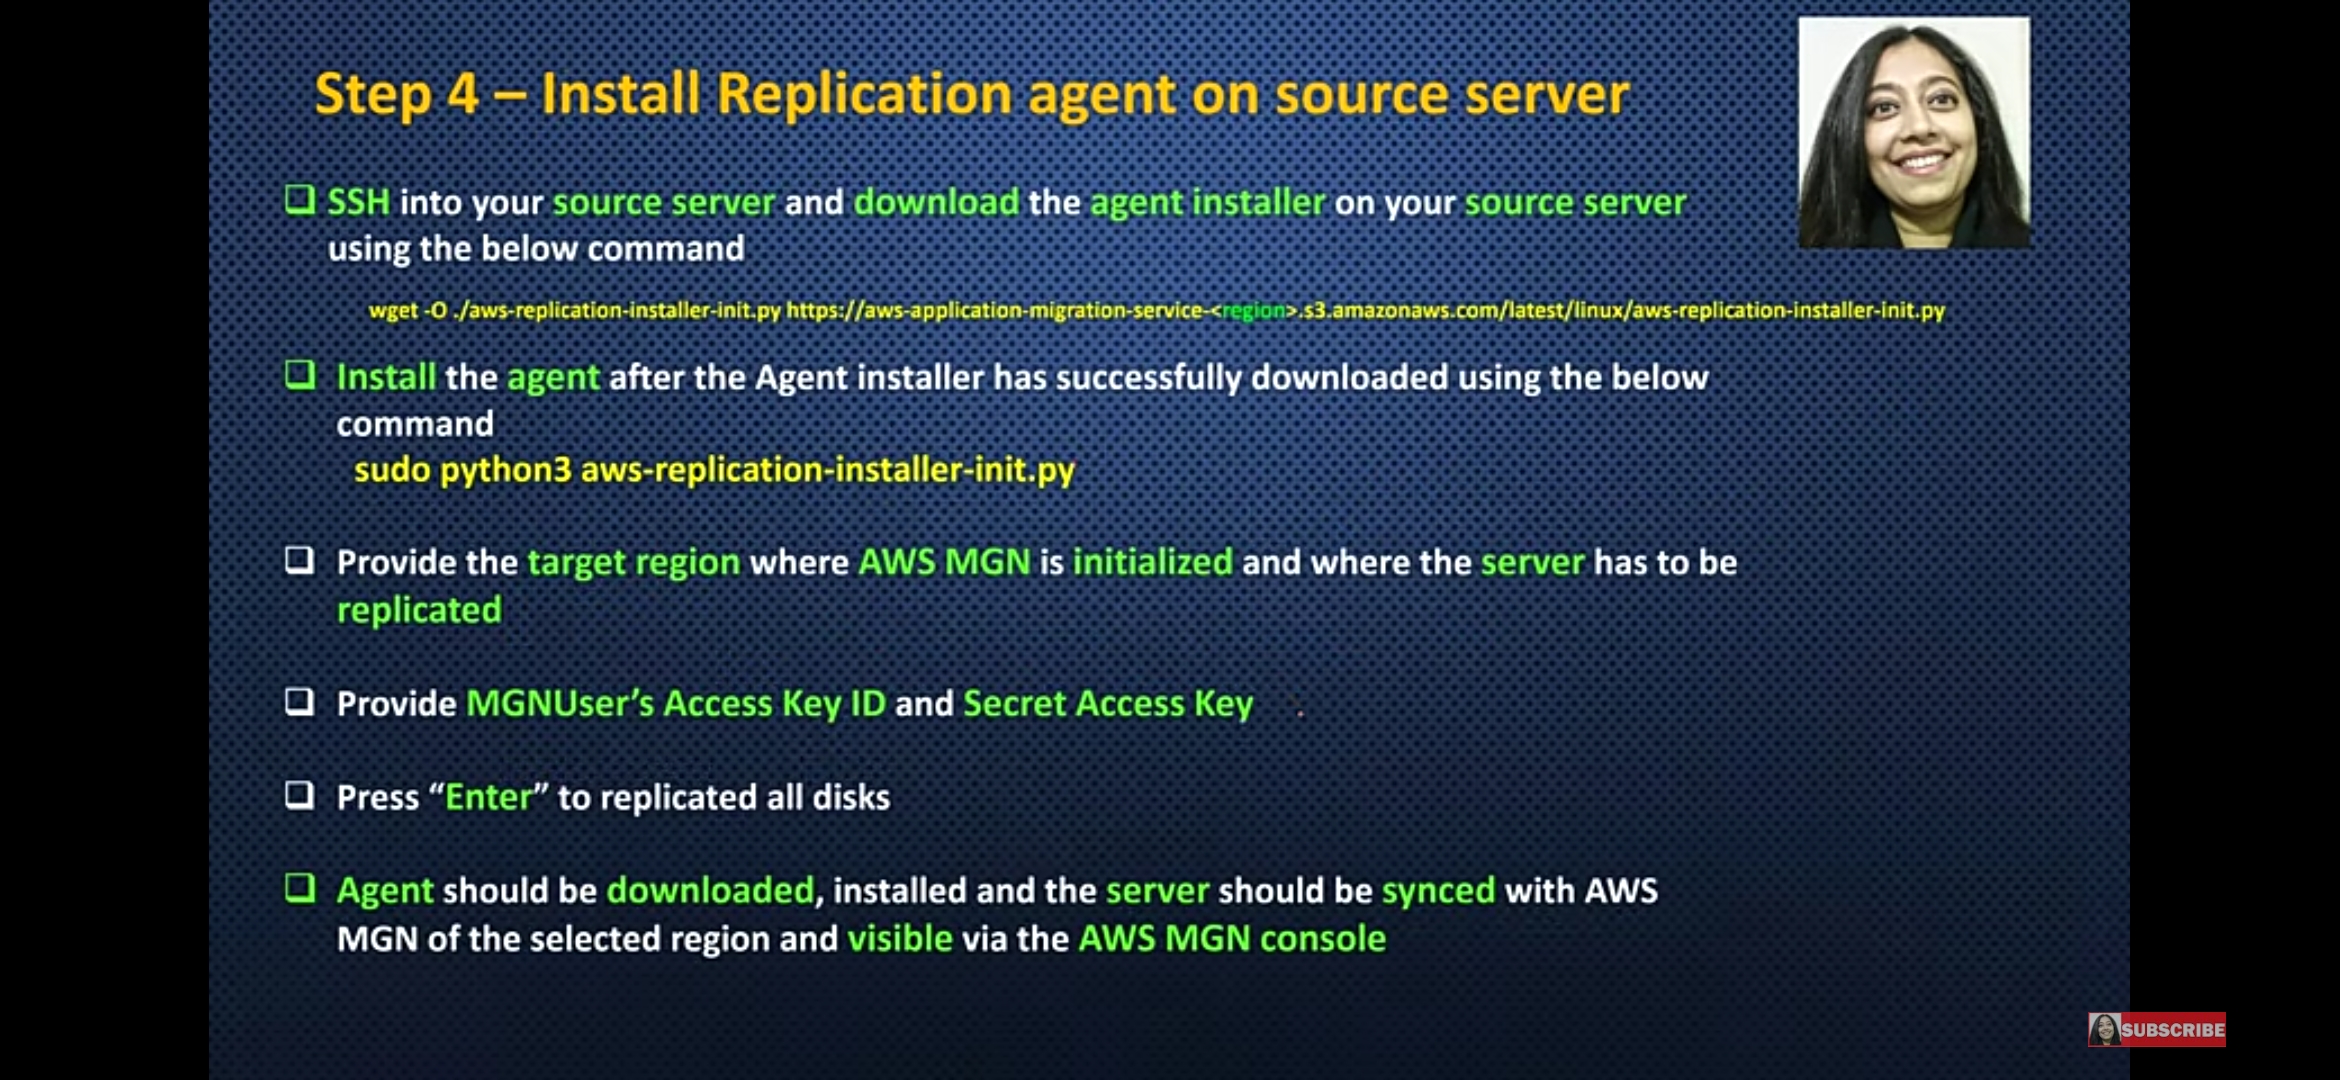 Step 4 – Install Replication agent on source server
SSH into your source server and download the agent installer on your source server
using the below command
wget -O ./aws-replication-installer-init.py https://aws-application-migration-service-<region>.s3.amazonaws.com/latest/linux/aws-replication-installer-init.py
Install the agent after the Agent installer has successfully downloaded using the below
command
sudo python3 aws-replication-installer-init.py
Provide the target region where AWS MGN is initialized and where the server has to be
replicated
Provide MGNUser’s Access Key ID and Secret Access Key
Press “Enter” to replicated all disks
Agent should be downloaded, installed and the server should be synced with AWS
MGN of the selected region and visible via the AWS MGN console
SUBSCRIBE